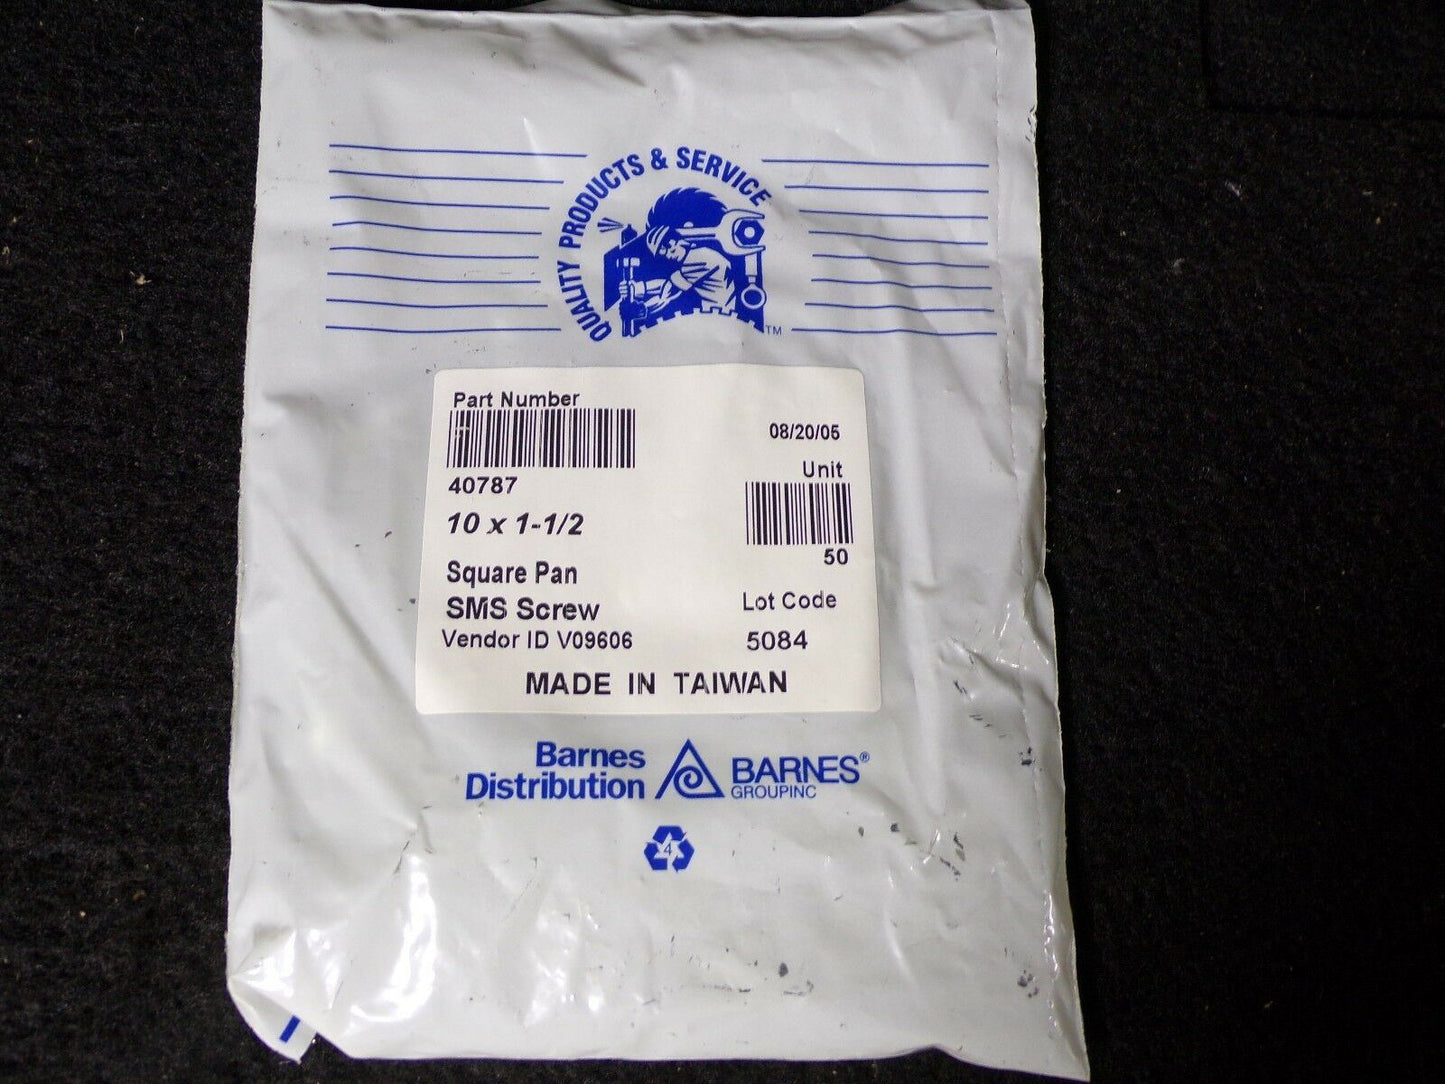 QUALITY PRODUCTS & SERVICE
TM
Part Number
08/20/05
Unit
40787
10 x 1-1/2
50
Square Pan
SMS Screw
Lot Code
Vendor ID V09606
5084
MADE IN TAIWAN
Barnes
Distribution
BARNES®
GROUPINC
4